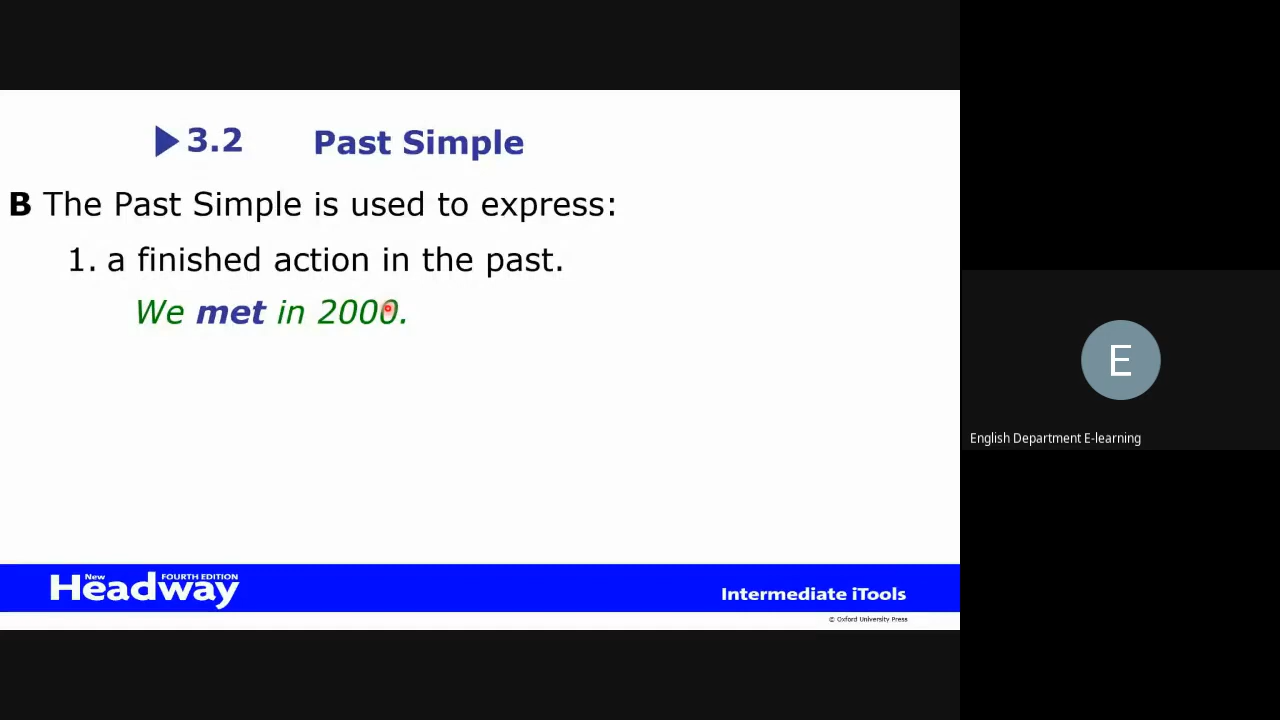 3.2 Past Simple
B The Past Simple is used to express:
1. a finished action in the past.
We met in 2000.
E
English Department E-learning
New Headway FOURTH EDITION
Intermediate iTools
© Oxford University Press